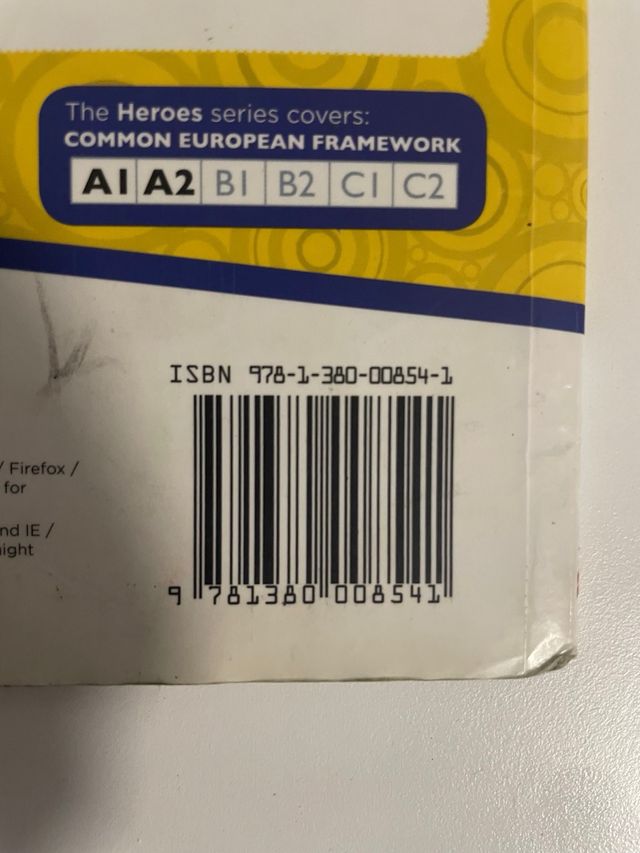 The Heroes series covers:
COMMON EUROPEAN FRAMEWORK
A1 A2 B1 B2 C1 C2
ISBN 978-1-380-00854-1
/ Firefox /
for
nd IE /
ight
9 781380 008541